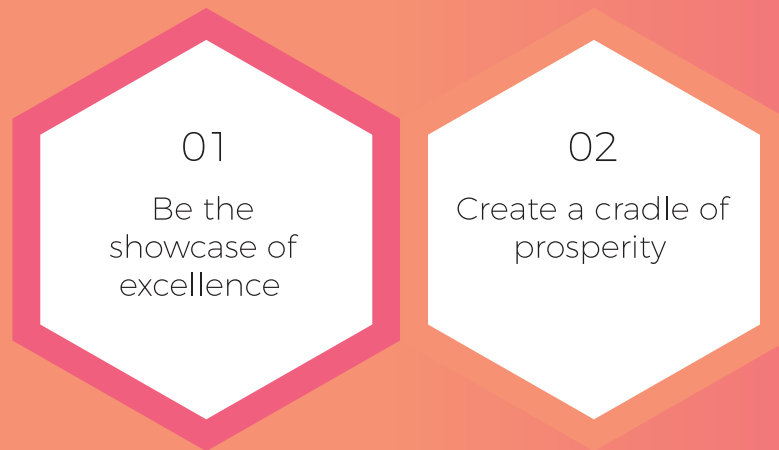 01
Be the
showcase of
excellence
02
Create a cradle of
prosperity